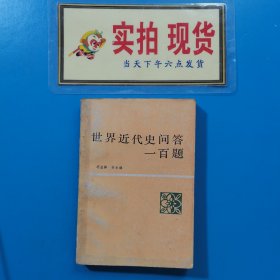 实拍 现货
当天下午六点发货
世界近代史问答
一百题